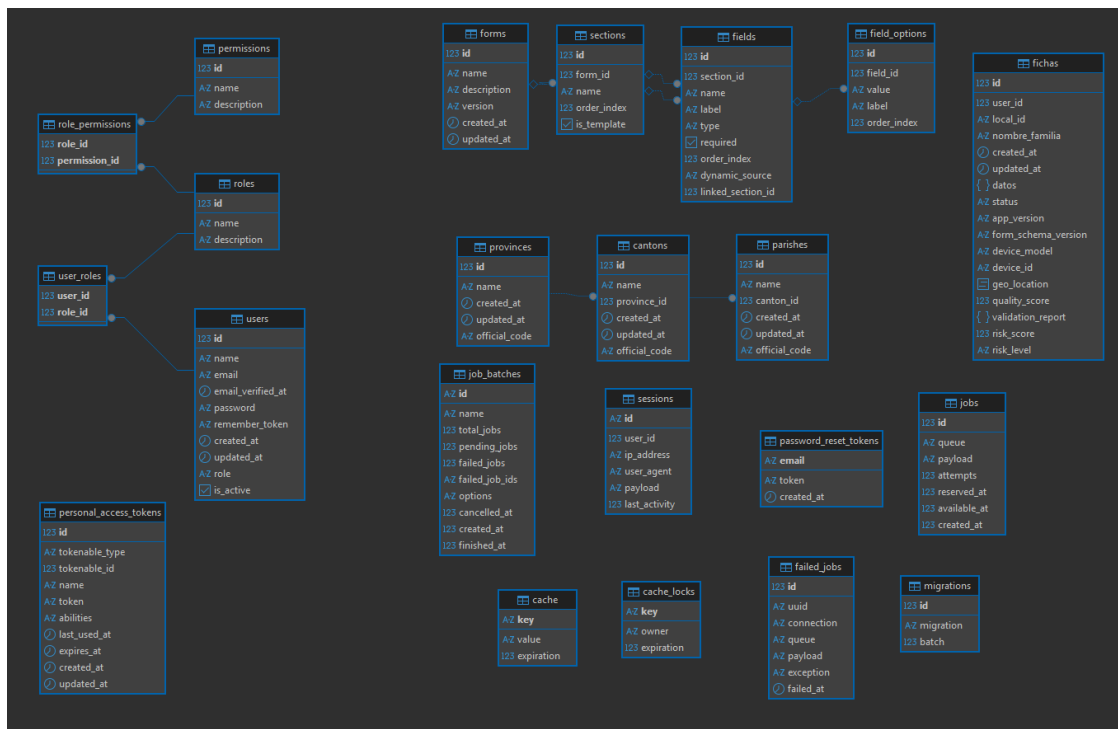 permissions
123 id
A-Z name
A-Z description
role_permissions
123 role_id
123 permission_id
roles
123 id
A-Z name
A-Z description
user_roles
123 user_id
123 role_id
users
123 id
A-Z name
A-Z email
email_verified_at
A-Z password
A-Z remember_token
created_at
updated_at
A-Z role
is_active
personal_access_tokens
123 id
A-Z tokenable_type
123 tokenable_id
A-Z name
A-Z token
A-Z abilities
last_used_at
expires_at
created_at
updated_at
forms
123 id
A-Z name
A-Z description
A-Z version
created_at
updated_at
sections
123 id
123 form_id
A-Z name
123 order_index
is_template
fields
123 id
123 section_id
A-Z name
A-Z label
A-Z type
required
123 order_index
A-Z dynamic_source
123 linked_section_id
field_options
123 id
123 field_id
A-Z value
A-Z label
123 order_index
fichas
123 id
123 user_id
A-Z local_id
A-Z nombre_familia
created_at
updated_at
{ } datos
A-Z status
A-Z app_version
A-Z form_schema_version
A-Z device_model
A-Z device_id
geo_location
123 quality_score
{ } validation_report
123 risk_score
A-Z risk_level
provinces
123 id
A-Z name
created_at
updated_at
A-Z official_code
cantons
123 id
A-Z name
123 province_id
created_at
updated_at
A-Z official_code
parishes
123 id
A-Z name
123 canton_id
created_at
updated_at
A-Z official_code
job_batches
A-Z id
A-Z name
123 total_jobs
123 pending_jobs
123 failed_jobs
A-Z failed_job_ids
A-Z options
123 cancelled_at
123 created_at
123 finished_at
sessions
A-Z id
123 user_id
A-Z ip_address
A-Z user_agent
A-Z payload
123 last_activity
password_reset_tokens
A-Z email
A-Z token
created_at
jobs
123 id
A-Z queue
A-Z payload
123 attempts
123 reserved_at
123 available_at
123 created_at
cache
A-Z key
A-Z value
123 expiration
cache_locks
A-Z key
A-Z owner
123 expiration
failed_jobs
123 id
A-Z uuid
A-Z connection
A-Z queue
A-Z payload
A-Z exception
failed_at
migrations
123 id
A-Z migration
123 batch